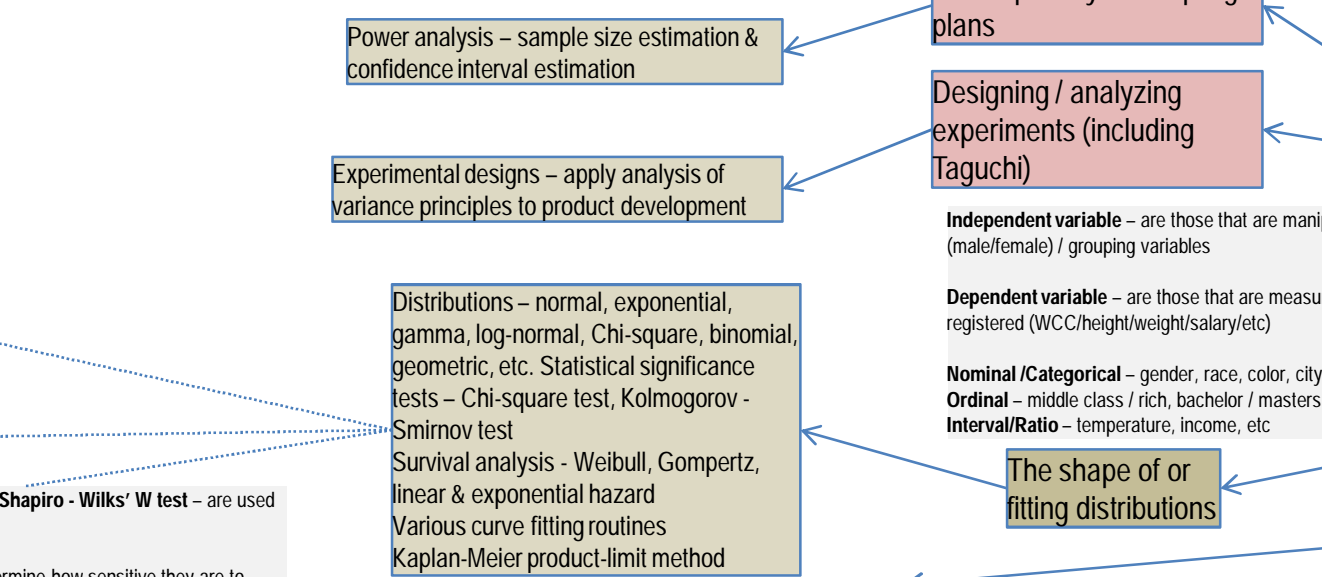 plans
Power analysis – sample size estimation &
confidence interval estimation
Designing / analyzing
experiments (including
Taguchi)
Experimental designs – apply analysis of
variance principles to product development
Independent variable – are those that are
(male/female) / grouping variables
Dependent variable – are those that are
registered (WCC/height/weight/salary/etc)
Nominal /Categorical – gender, race, color, city
Ordinal – middle class / rich, bachelor / masters
Interval/Ratio – temperature, income, etc
Distributions – normal, exponential,
gamma, log-normal, Chi-square, binomial,
geometric, etc. Statistical significance
tests – Chi-square test, Kolmogorov -
Smirnov test
Survival analysis - Weibull, Gompertz,
linear & exponential hazard
Various curve fitting routines
Kaplan-Meier product-limit method
The shape of or
fitting distributions
Shapiro - Wilks' W test – are used
how sensitive they are to